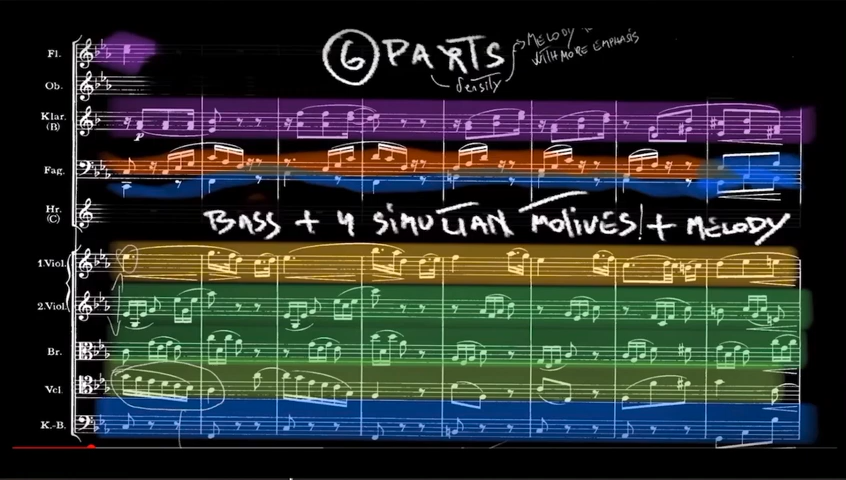 6 PARTS
density
MELODY
WITH MORE EMPHASIS
Fl.
Ob.
Klar.
(B)
p
Fag.
Hr.
(C)
BASS + 4 SIMULTAN MOTIVES! + MELODY
1.Viol.
2.Viol.
Br.
Vcl.
K.-B.